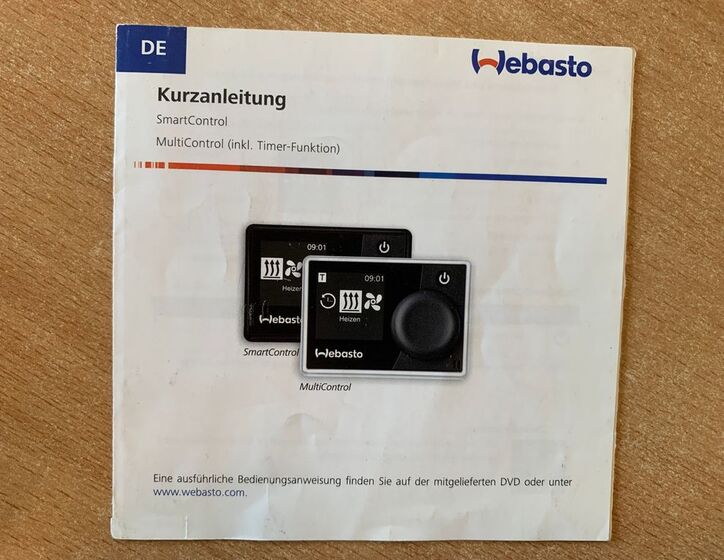 DE
Webasto
Kurzanleitung
SmartControl
MultiControl (inkl. Timer-Funktion)
09:01
Heizen
Webasto
SmartControl
T
09:01
Heizen
Webasto
MultiControl
Eine ausführliche Bedienungsanweisung finden Sie auf der mitgelieferten DVD oder unter
www.webasto.com.